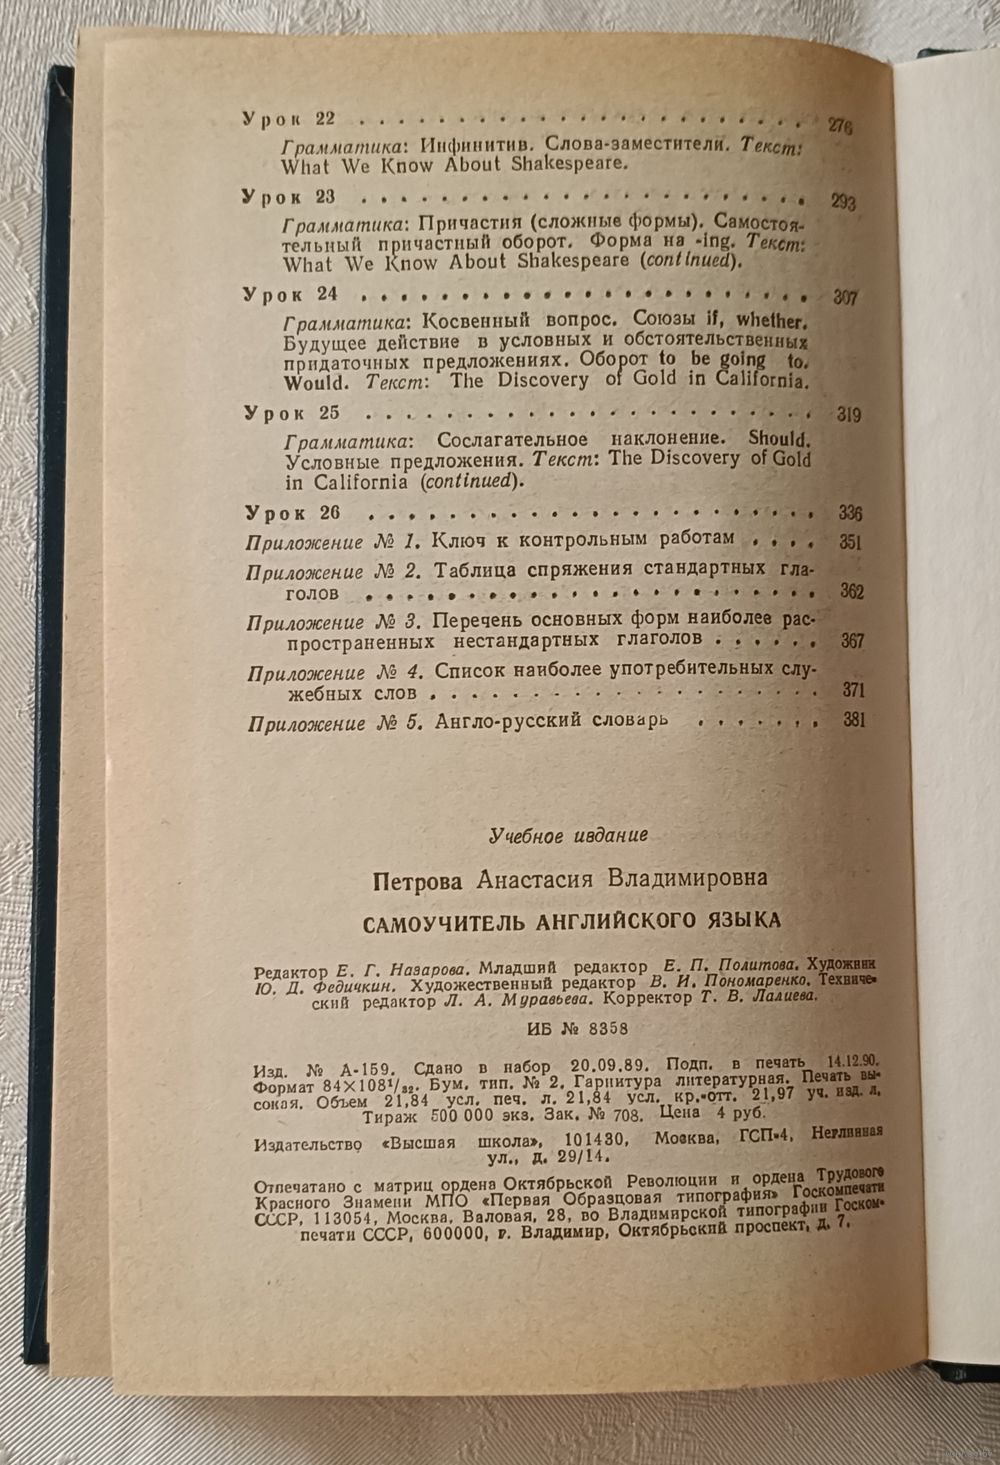 Урок 22 . . . . . . . . . . . . . . . . . . . . . . . 276
Грамматика: Инфинитив. Слова-заместители. Текст:
What We Know About Shakespeare.
Урок 23 . . . . . . . . . . . . . . . . . . . . . . . 293
Грамматика: Причастия (сложные формы). Самостоя-
тельный причастный оборот. Форма на -ing. Текст:
What We Know About Shakespeare (continued).
Урок 24 . . . . . . . . . . . . . . . . . . . . . . . 307
Грамматика: Косвенный вопрос. Союзы if, whether.
Будущее действие в условных и обстоятельственных
придаточных предложениях. Оборот to be going to.
Would. Текст: The Discovery of Gold in California.
Урок 25 . . . . . . . . . . . . . . . . . . . . . . . 319
Грамматика: Сослагательное наклонение. Should.
Условные предложения. Текст: The Discovery of Gold
in California (continued).
Урок 26 . . . . . . . . . . . . . . . . . . . . . . . 336
Приложение № 1. Ключ к контрольным работам . . . . 351
Приложение № 2. Таблица спряжения стандартных гла-
голов . . . . . . . . . . . . . . . . . . . . . . . 362
Приложение № 3. Перечень основных форм наиболее рас-
пространенных нестандартных глаголов . . . . . . 367
Приложение № 4. Список наиболее употребительных слу-
жебных слов . . . . . . . . . . . . . . . . . . . 371
Приложение № 5. Англо-русский словарь . . . . . . . 381
Учебное издание
Петрова Анастасия Владимировна
САМОУЧИТЕЛЬ АНГЛИЙСКОГО ЯЗЫКА
Редактор Е. Г. Назарова. Младший редактор Е. П. Политова. Художник
Ю. Д. Федичкин. Художественный редактор В. И. Пономаренко. Техниче-
ский редактор Л. А. Муравьева. Корректор Т. В. Лалиева.
ИБ № 8358
Изд. № А-159. Сдано в набор 20.09.89. Подп. в печать 14.12.90.
Формат 84×108¹/₃₂. Бум. тип. № 2. Гарнитура литературная. Печать вы-
сокая. Объем 21,84 усл. печ. л. 21,84 усл. кр.-отт. 21,97 уч. изд. л.
Тираж 500 000 экз. Зак. № 708. Цена 4 руб.
Издательство «Высшая школа», 101430, Москва, ГСП-4, Неглинная
ул., д. 29/14.
Отпечатано с матриц ордена Октябрьской Революции и ордена Трудового
Красного Знамени МПО «Первая Образцовая типография» Госкомпечати
СССР, 113054, Москва, Валовая, 28, во Владимирской типографии Госком-
печати СССР, 600000, г. Владимир, Октябрьский проспект, д. 7.